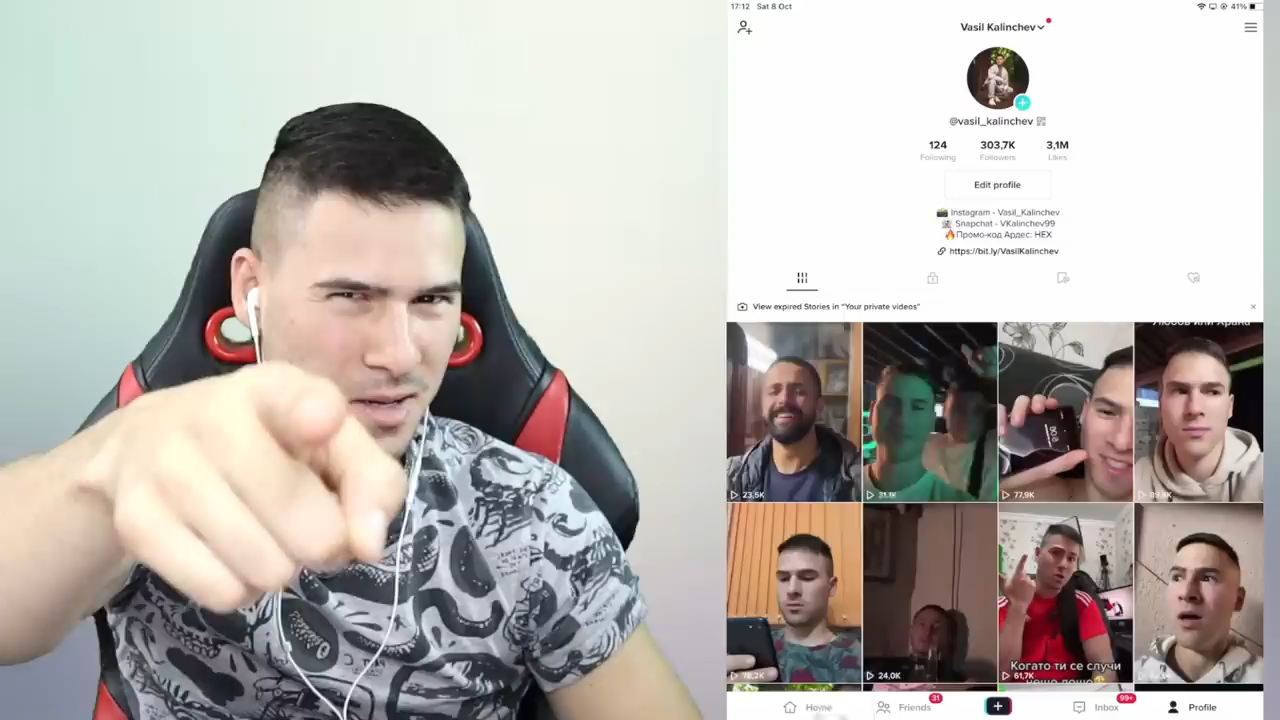 17:12 Sat 8 Oct
41%
Vasil Kalinchev
@vasil_kalinchev
124
303,7K
3,1M
Following
Followers
Likes
Edit profile
Instagram - Vasil_Kalinchev
Snapchat - VKalinchev99
Промо-код Ардес: HEX
https://bit.ly/VasilKalinchev
View expired Stories in "Your private videos"
Любов или Храна
23,5K
77,9K
Когато ти се случи
нещо лошо
24,0K
61,7K
31
99+
Home
Friends
Inbox
Profile